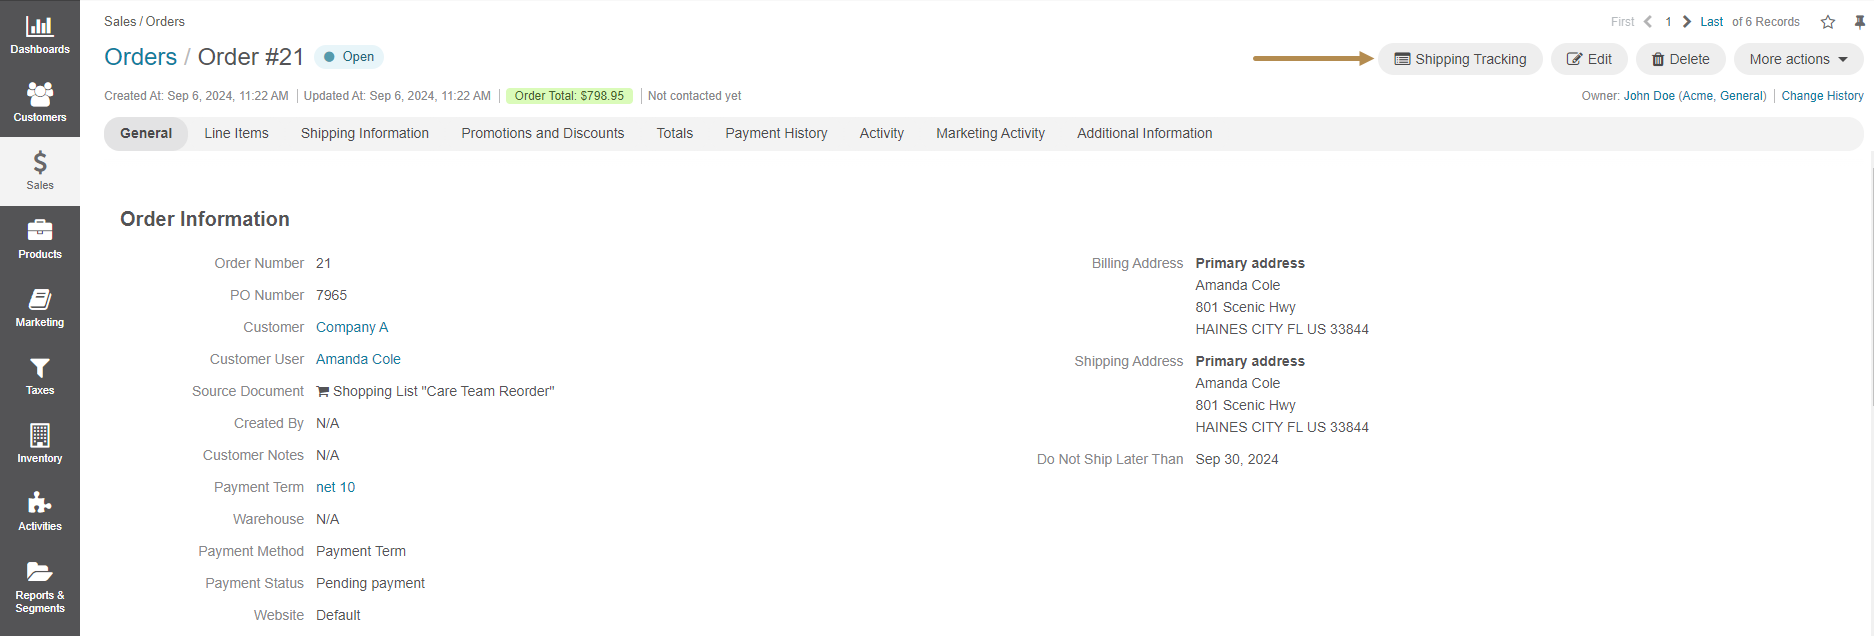 Dashboards
Customers
Sales
Products
Marketing
Taxes
Inventory
Activities
Reports &
Segments
Sales / Orders
First 1 Last of 6 Records
Orders / Order #21 Open
Shipping Tracking Edit Delete More actions
Created At: Sep 6, 2024, 11:22 AM Updated At: Sep 6, 2024, 11:22 AM Order Total: $798.95 Not contacted yet
Owner: John Doe (Acme, General) Change History
General Line Items Shipping Information Promotions and Discounts Totals Payment History Activity Marketing Activity Additional Information
Order Information
Order Number 21
PO Number 7965
Customer Company A
Customer User Amanda Cole
Source Document Shopping List "Care Team Reorder"
Created By N/A
Customer Notes N/A
Payment Term net 10
Warehouse N/A
Payment Method Payment Term
Payment Status Pending payment
Website Default
Billing Address Primary address
Amanda Cole
801 Scenic Hwy
HAINES CITY FL US 33844
Shipping Address Primary address
Amanda Cole
801 Scenic Hwy
HAINES CITY FL US 33844
Do Not Ship Later Than Sep 30, 2024